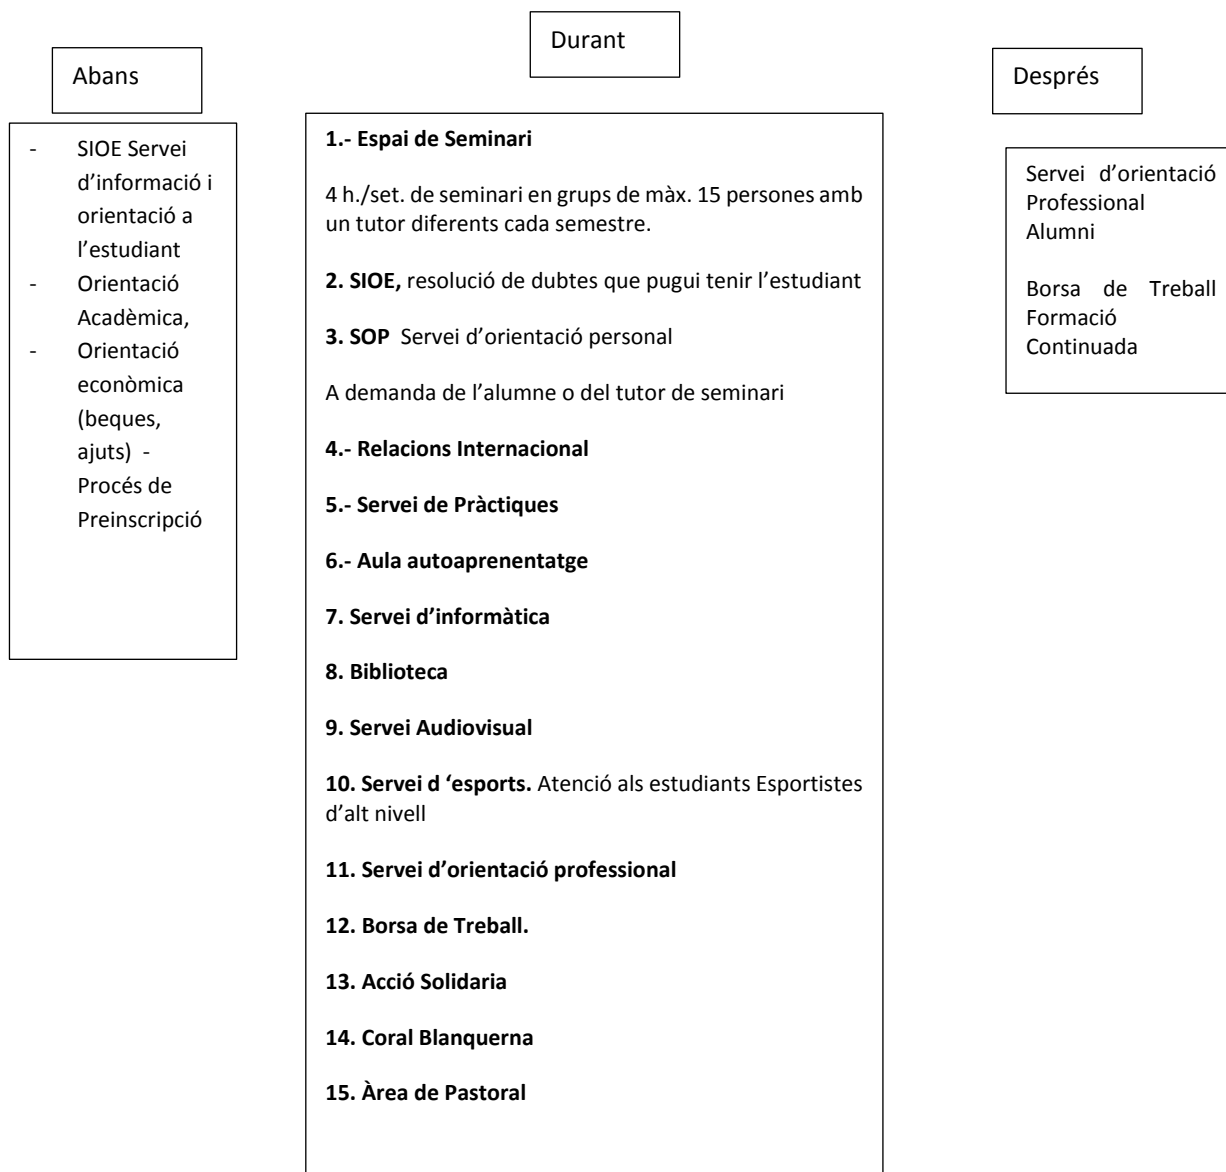 Abans
-    SIOE Servei
d’informació i
orientació a
l’estudiant
-    Orientació
Acadèmica,
-    Orientació
econòmica
(beques,
ajuts)  -
Procés de
Preinscripció
Durant
1.- Espai de Seminari
4 h./set. de seminari en grups de màx. 15 persones amb
un tutor diferents cada semestre.
2. SIOE, resolució de dubtes que pugui tenir l’estudiant
3. SOP  Servei d’orientació personal
A demanda de l’alumne o del tutor de seminari
4.- Relacions Internacional
5.- Servei de Pràctiques
6.- Aula autoaprenentatge
7. Servei d’informàtica
8. Biblioteca
9. Servei Audiovisual
10. Servei d ‘esports. Atenció als estudiants Esportistes
d’alt nivell
11. Servei d’orientació professional
12. Borsa de Treball.
13. Acció Solidaria
14. Coral Blanquerna
15. Àrea de Pastoral
Després
Servei d’orientació
Professional
Alumni
Borsa de Treball
Formació
Continuada